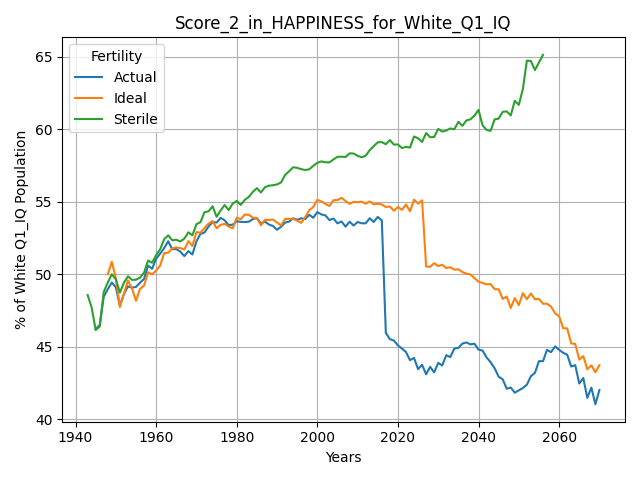 Score_2_in_HAPPINESS_for_White_Q1_IQ
Fertility
Actual
Ideal
Sterile
% of White Q1_IQ Population
65
60
55
50
45
40
1940 1960 1980 2000 2020 2040 2060
Years